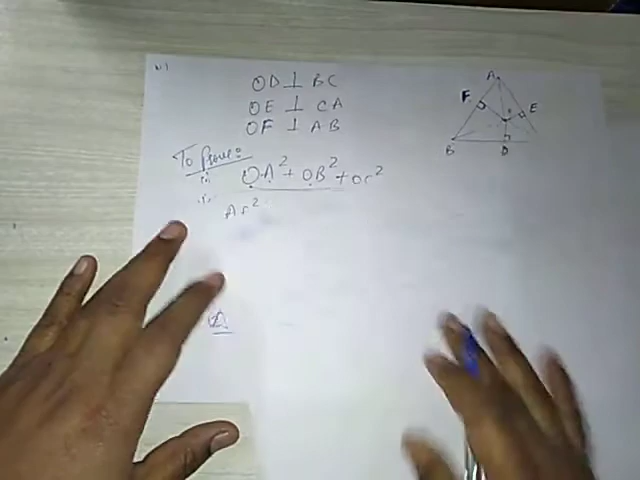 OD ⊥ BC
OE ⊥ CA
OF ⊥ AB
To Prove:
OA² + OB² + OC²
A
F
E
B
D